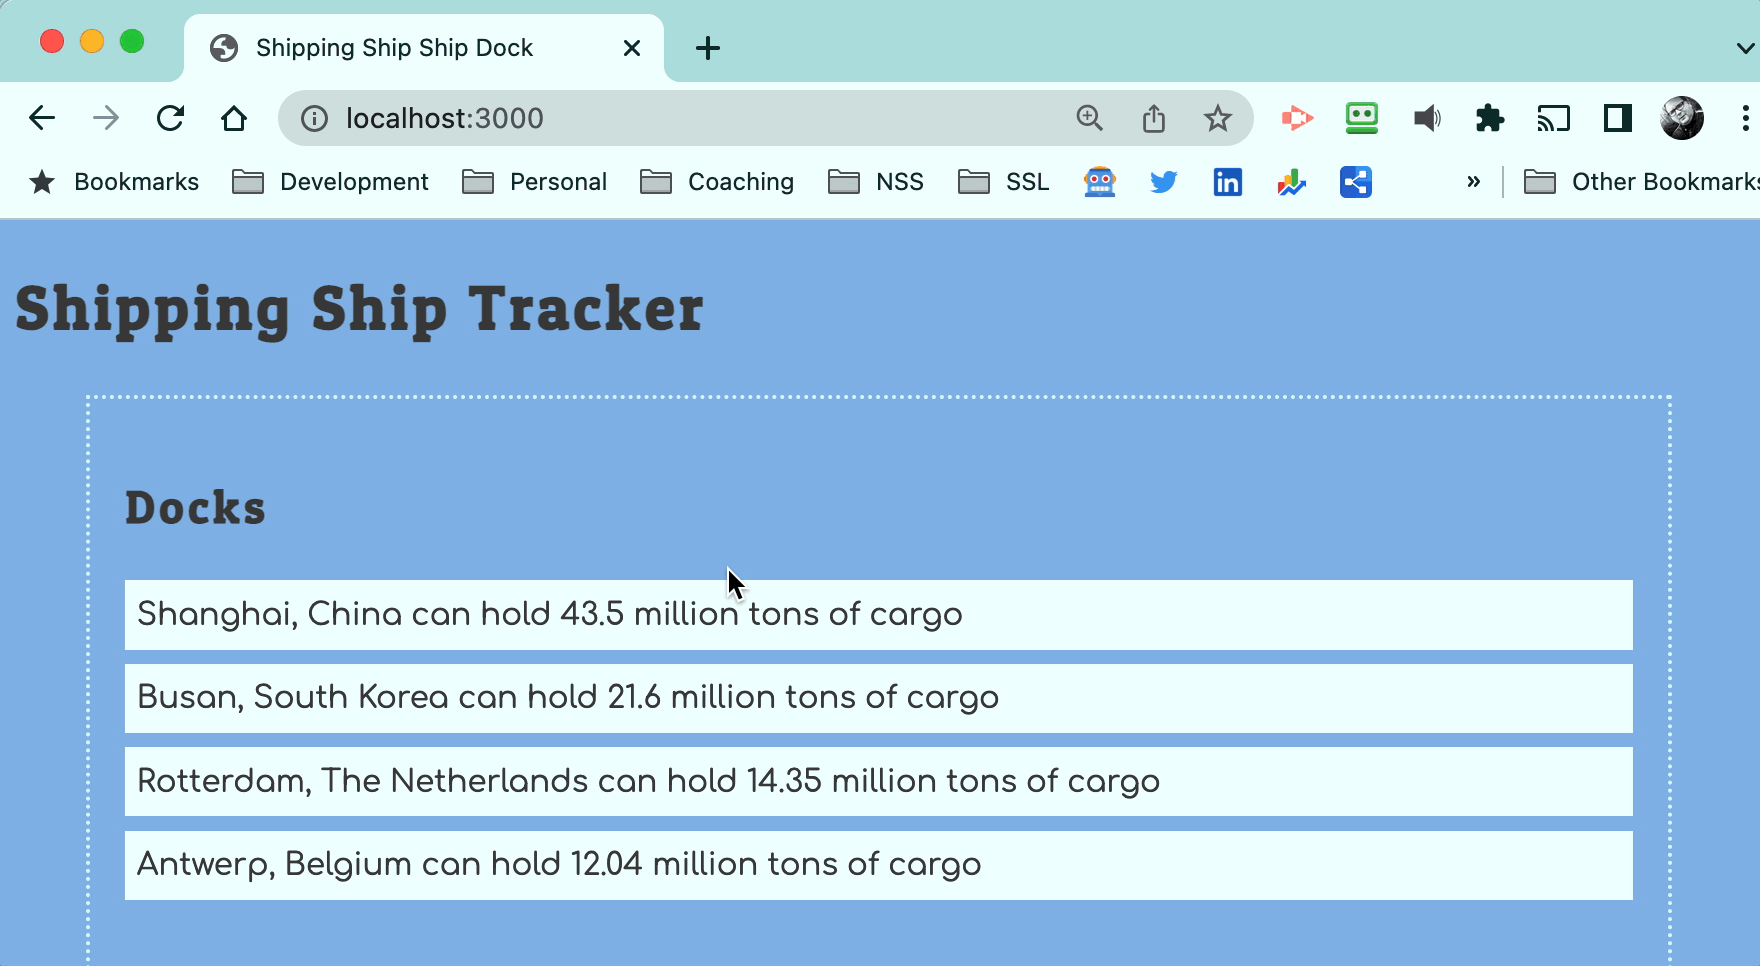 Shipping Ship Ship Dock
localhost:3000
Bookmarks Development Personal Coaching NSS SSL in » Other Bookmarks
Shipping Ship Tracker
Docks
Shanghai, China can hold 43.5 million tons of cargo
Busan, South Korea can hold 21.6 million tons of cargo
Rotterdam, The Netherlands can hold 14.35 million tons of cargo
Antwerp, Belgium can hold 12.04 million tons of cargo